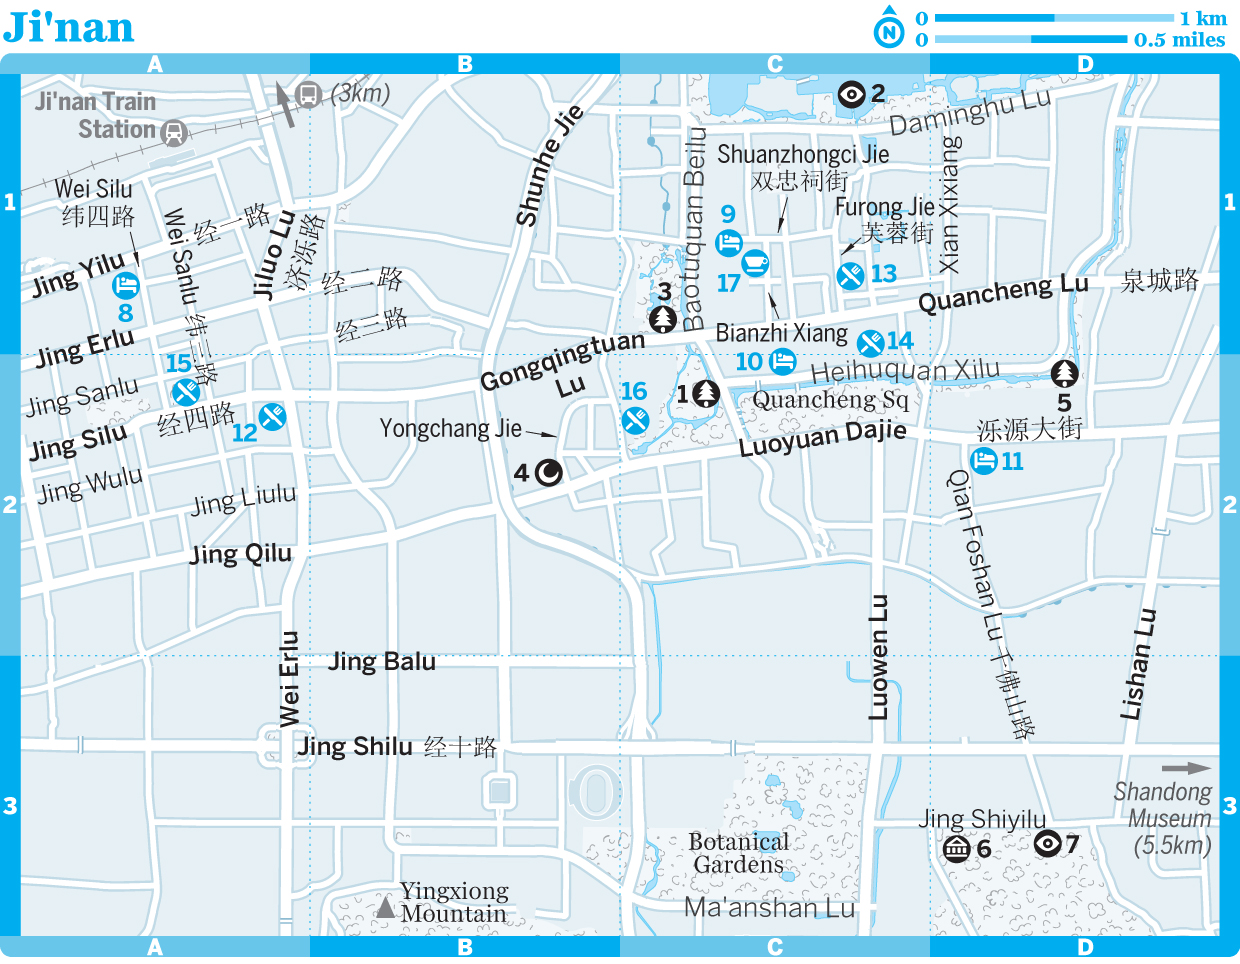 Ji'nan
N
0 1 km
0 0.5 miles
A B C D
Ji'nan Train
Station
(3km)
2
Daminghu Lu
Shunhe Jie
Baotuquan Beilu
Shuanzhongci Jie
双忠祠街
Xian Xixiang
Wei Silu
纬四路
1
1
Furong Jie
芙蓉街
Wei Sanlu 纬三路
经一路
Jiluo Lu
济泺路
9
17
13
Jing Yilu
8
经二路
3
Quancheng Lu
泉城路
经三路
Bianzhi Xiang
Jing Erlu
14
15
Gongqingtuan
Lu
10
Heihuquan Xilu
Jing Sanlu
16
1
Quancheng Sq
5
经四路
12
Yongchang Jie
Luoyuan Dajie
泺源大街
Jing Silu
4
11
Jing Wulu
Jing Liulu
2
2
Qian Foshan Lu 千佛山路
Jing Qilu
Luowen Lu
Lishan Lu
Wei Erlu
Jing Balu
Jing Shilu 经十路
3
3
Shandong
Museum
(5.5km)
Jing Shiyilu
6
7
Botanical
Gardens
Yingxiong
Mountain
Ma'anshan Lu
A B C D